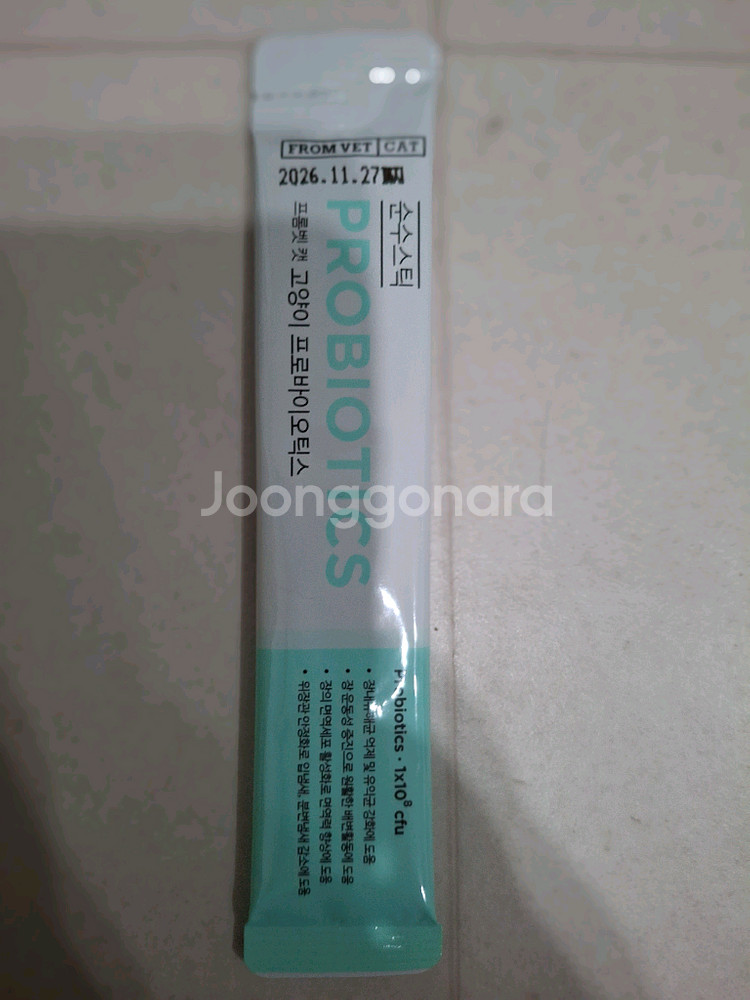 FROM VET CAT
2026.11.27
순수스틱
PROBIOTICS
프롬벳 캣 고양이 프로바이오틱스
Probiotics · 1x10⁸ cfu
• 장내유해균 억제 및 유익균 강화에 도움
• 장 운동성 증진으로 원활한 배변활동에 도움
• 장의 면역세포 활성화로 면역력 향상에 도움
• 위장관 안정화로 입냄새, 분변냄새 감소에 도움
Joonggonara